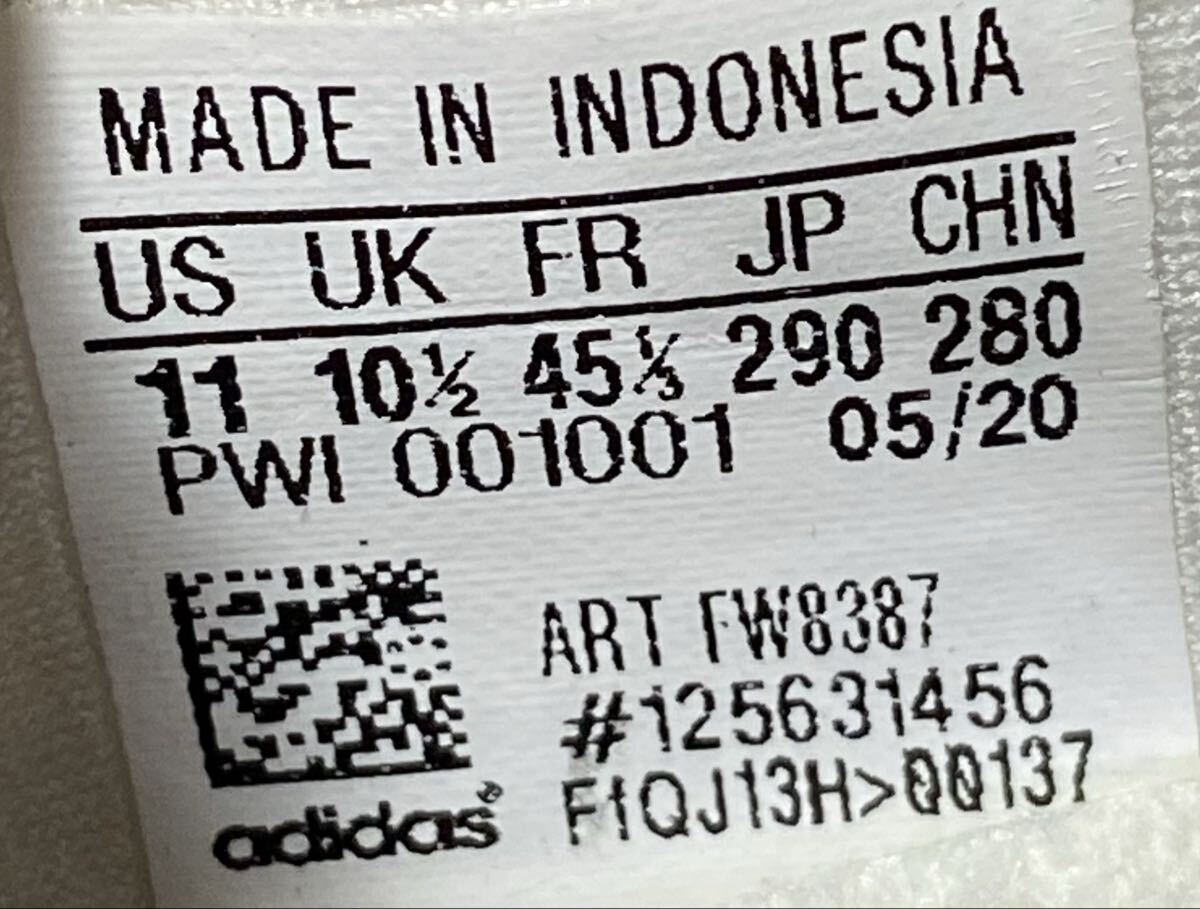 MADE IN INDONESIA
US UK FR JP CHN
11 10½ 45⅓ 290 280
PWI 001001 05/20
ART FW8387
#125631456
F1QJ13H>00137
adidas®